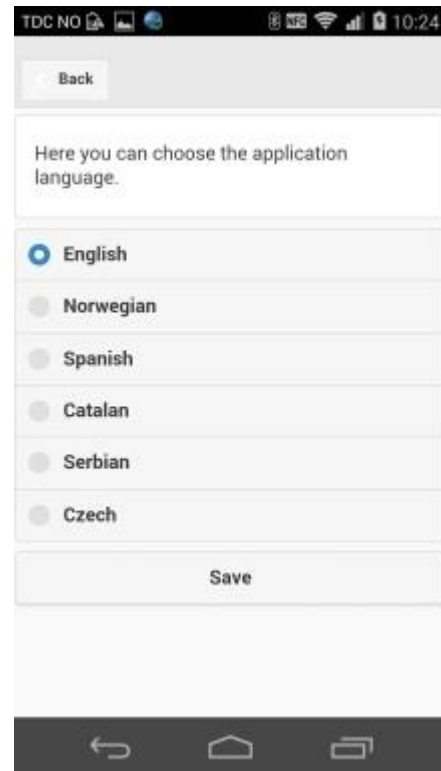 TDC NO 10:24
Back
Here you can choose the application
language.
English
Norwegian
Spanish
Catalan
Serbian
Czech
Save